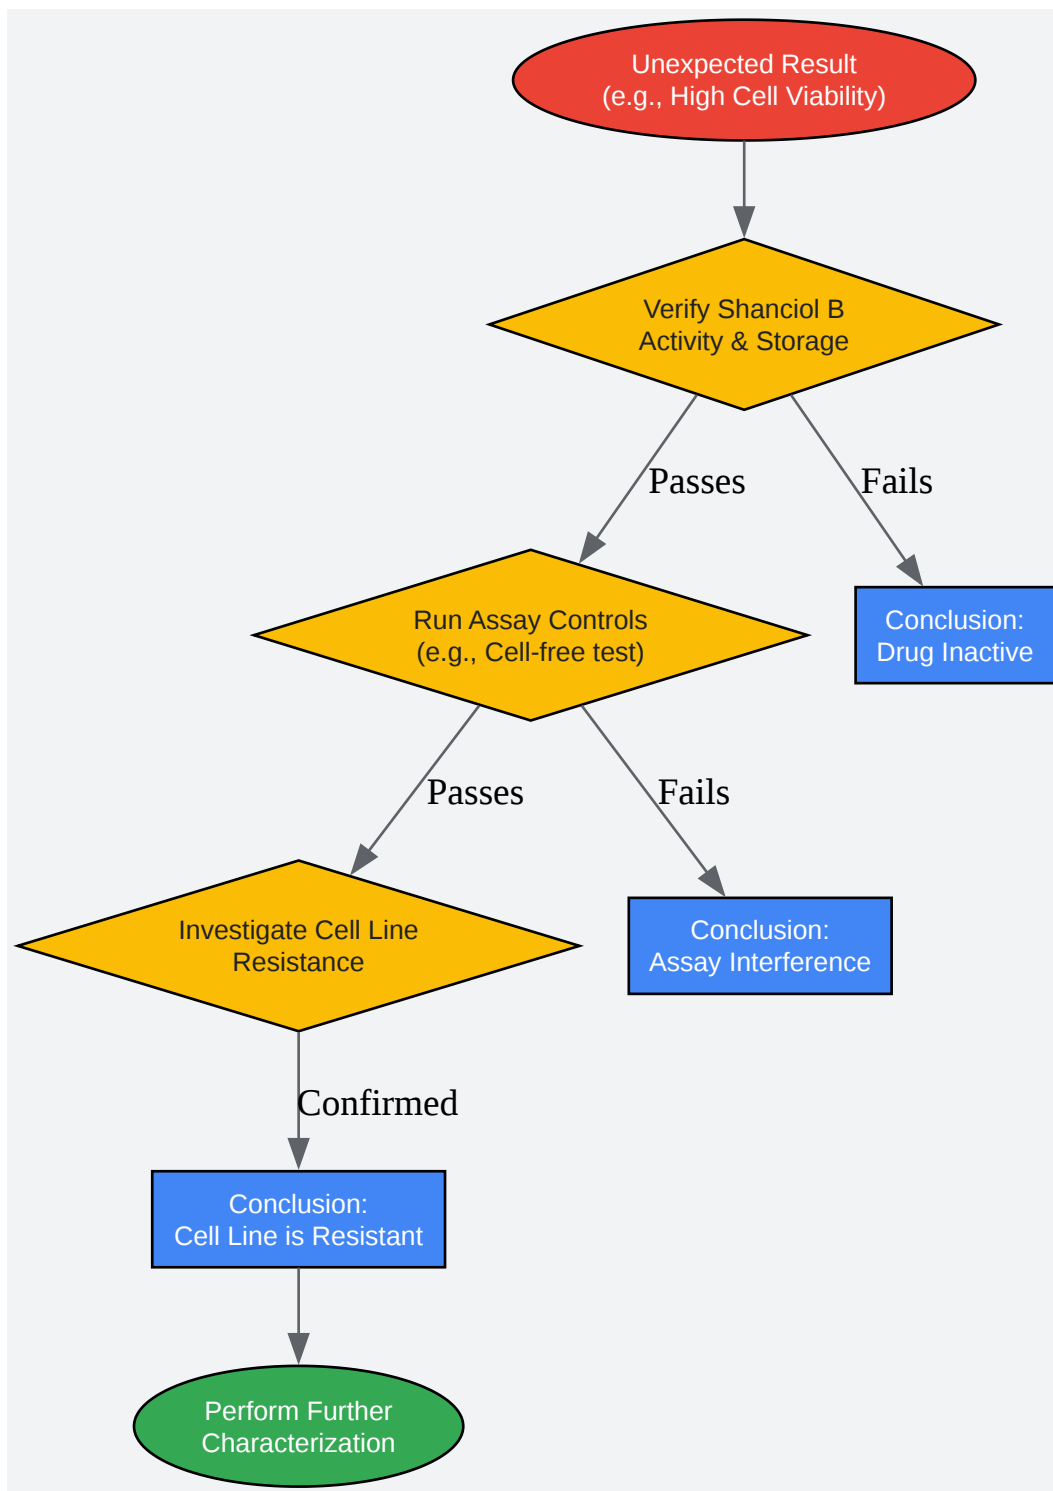 Unexpected Result
(e.g., High Cell Viability)
Verify Shanciol B
Activity & Storage
Passes
Fails
Run Assay Controls
(e.g., Cell-free test)
Conclusion:
Drug Inactive
Passes
Fails
Investigate Cell Line
Resistance
Conclusion:
Assay Interference
Confirmed
Conclusion:
Cell Line is Resistant
Perform Further
Characterization